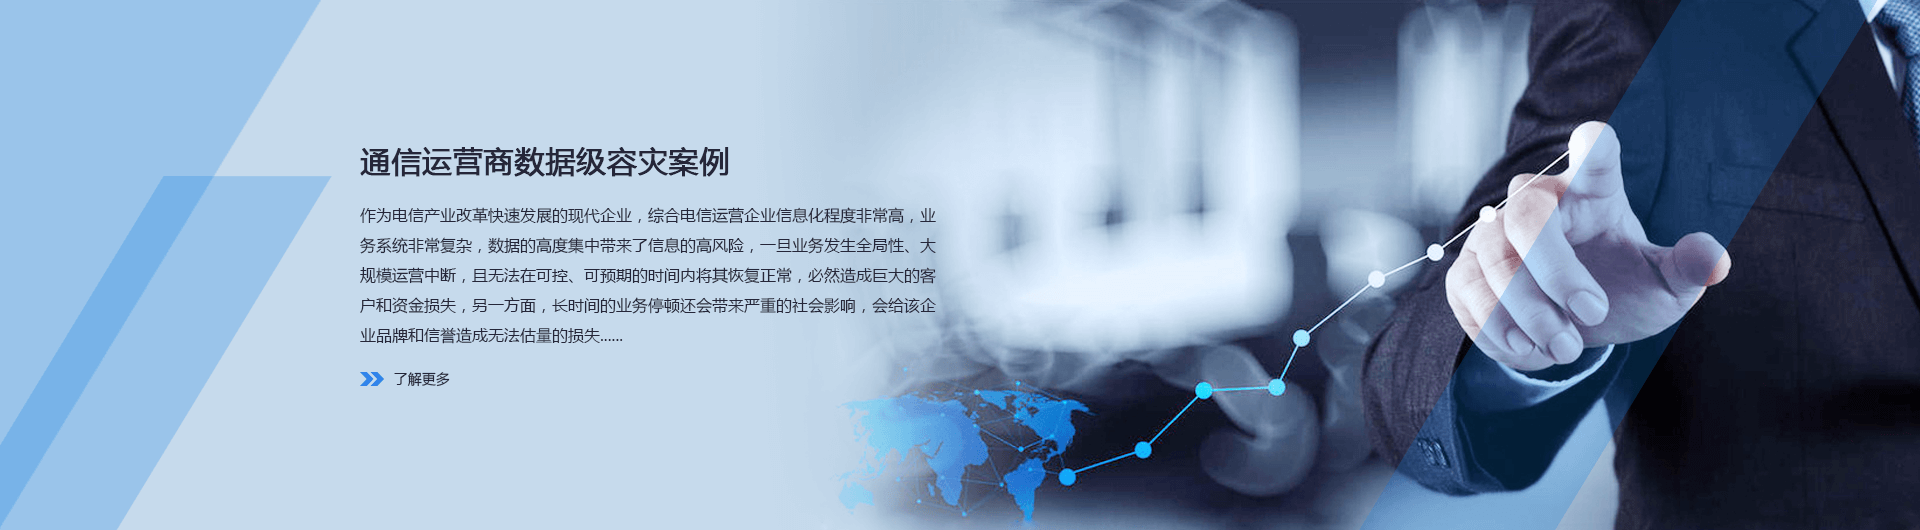 通信运营商数据级容灾案例
作为电信产业改革快速发展的现代企业，综合电信运营企业信息化程度非常高，业
务系统非常复杂，数据的高度集中带来了信息的高风险，一旦业务发生全局性、大
规模运营中断，且无法在可控、可预期的时间内将其恢复正常，必然造成巨大的客
户和资金损失，另一方面，长时间的业务停顿还会带来严重的社会影响，会给该企
业品牌和信誉造成无法估量的损失......
了解更多